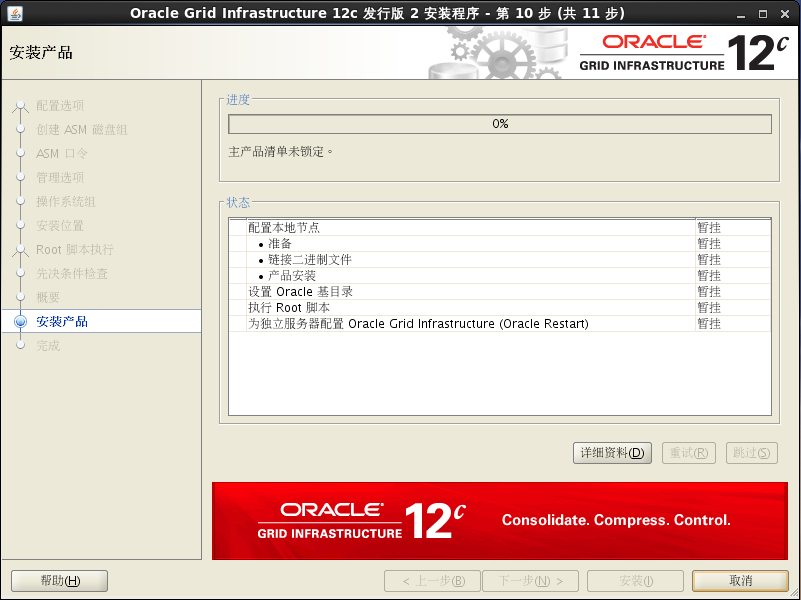 Oracle Grid Infrastructure 12c 发行版 2 安装程序 - 第 10 步 (共 11 步)
安装产品
ORACLE
GRID INFRASTRUCTURE
12c
配置选项
创建 ASM 磁盘组
ASM 口令
管理选项
操作系统组
安装位置
Root 脚本执行
先决条件检查
概要
安装产品
完成
进度
0%
主产品清单未锁定。
状态
配置本地节点 暂挂
• 准备 暂挂
• 链接二进制文件 暂挂
• 产品安装 暂挂
设置 Oracle 基目录 暂挂
执行 Root 脚本 暂挂
为独立服务器配置 Oracle Grid Infrastructure (Oracle Restart) 暂挂
详细资料(D) 重试(R) 跳过(S)
ORACLE
GRID INFRASTRUCTURE
12c
Consolidate. Compress. Control.
帮助(H) < 上一步(B) 下一步(N) > 安装(I) 取消